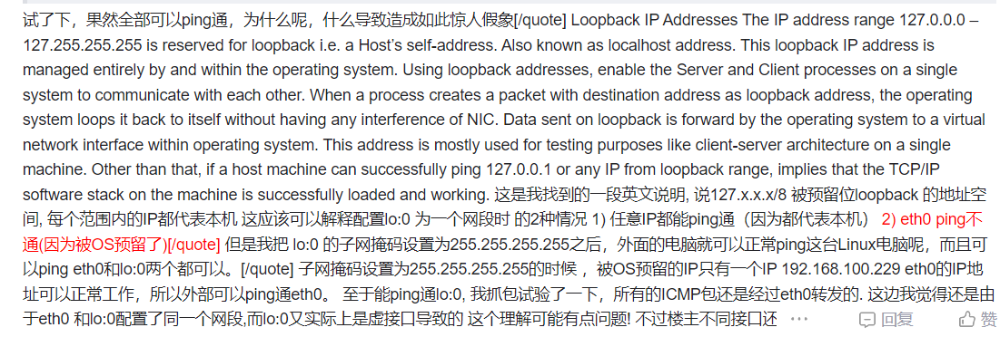 试了下，果然全部可以ping通，为什么呢，什么导致造成如此惊人假象[/quote] Loopback IP Addresses The IP address range 127.0.0.0 –
127.255.255.255 is reserved for loopback i.e. a Host’s self-address. Also known as localhost address. This loopback IP address is
managed entirely by and within the operating system. Using loopback addresses, enable the Server and Client processes on a single
system to communicate with each other. When a process creates a packet with destination address as loopback address, the operating
system loops it back to itself without having any interference of NIC. Data sent on loopback is forward by the operating system to a virtual
network interface within operating system. This address is mostly used for testing purposes like client-server architecture on a single
machine. Other than that, if a host machine can successfully ping 127.0.0.1 or any IP from loopback range, implies that the TCP/IP
software stack on the machine is successfully loaded and working. 这是我找到的一段英文说明, 说127.x.x.x/8 被预留位loopback 的地址空
间, 每个范围内的IP都代表本机 这应该可以解释配置lo:0 为一个网段时 的2种情况 1) 任意IP都能ping通（因为都代表本机） 2) eth0 ping不
通(因为被OS预留了)[/quote] 但是我把 lo:0 的子网掩码设置为255.255.255.255之后，外面的电脑就可以正常ping这台Linux电脑呢，而且可
以ping eth0和lo:0两个都可以。[/quote] 子网掩码设置为255.255.255.255的时候 ，被OS预留的IP只有一个IP 192.168.100.229 eth0的IP地
址可以正常工作，所以外部可以ping通eth0。 至于能ping通lo:0, 我抓包试验了一下，所有的ICMP包还是经过eth0转发的. 这边我觉得还是由
于eth0 和lo:0配置了同一个网段,而lo:0又实际上是虚接口导致的 这个理解可能有点问题! 不过楼主不同接口还 ··· 回复 赞